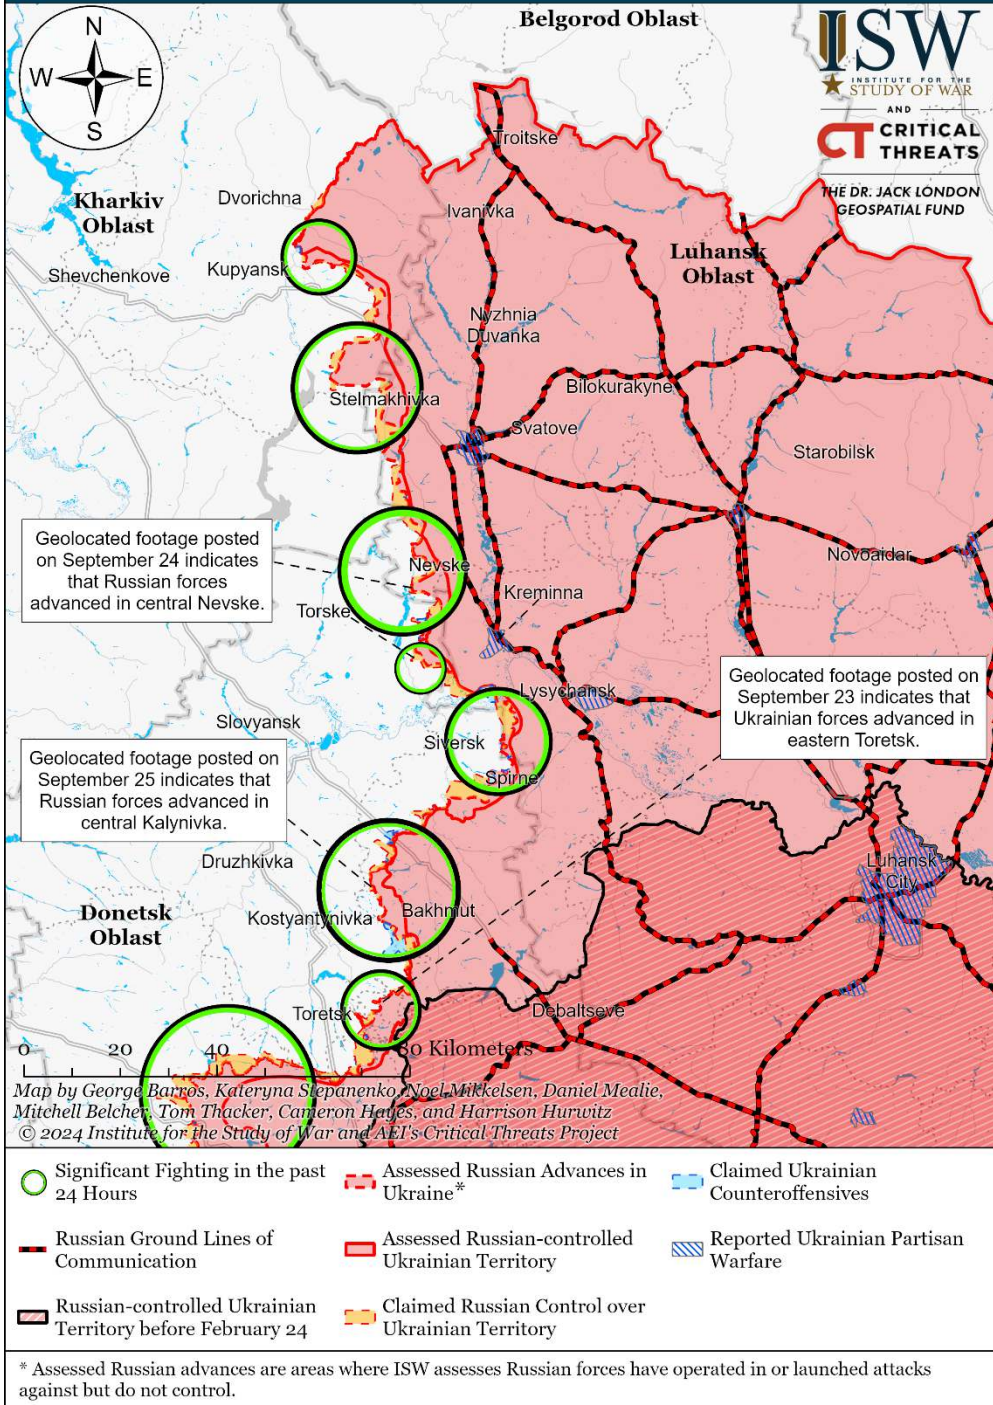 Belgorod Oblast
N
W
E
S
ISW
INSTITUTE FOR THE
STUDY OF WAR
AND
CT CRITICAL
THREATS
THE DR. JACK LONDON
GEOSPATIAL FUND
Troitske
Dvorichna
Kharkiv
Oblast
Ivanivka
Luhansk
Oblast
Kupyansk
Shevchenkove
Nyzhnia
Duvanka
Bilokurakyne
Stelmakhivka
Svatove
Starobilsk
Geolocated footage posted
on September 24 indicates
that Russian forces
advanced in central Nevske.
Nevske
Novoaidar
Kreminna
Torske
Geolocated footage posted on
September 23 indicates that
Ukrainian forces advanced in
eastern Toretsk.
Lysychansk
Slovyansk
Siversk
Geolocated footage posted on
September 25 indicates that
Russian forces advanced in
central Kalynivka.
Spirne
Druzhkivka
Luhansk
City
Donetsk
Oblast
Kostyantynivka
Bakhmut
Toretsk
Debaltseve
0 20 40 80 Kilometers
Map by George Barros, Kateryna Stepanenko, Noel Mikkelsen, Daniel Mealie,
Mitchell Belcher, Tom Thacker, Cameron Hayes, and Harrison Hurwitz
© 2024 Institute for the Study of War and AEI's Critical Threats Project
Significant Fighting in the past
24 Hours
Russian Ground Lines of
Communication
Russian-controlled Ukrainian
Territory before February 24
Assessed Russian Advances in
Ukraine*
Assessed Russian-controlled
Ukrainian Territory
Claimed Russian Control over
Ukrainian Territory
Claimed Ukrainian
Counteroffensives
Reported Ukrainian Partisan
Warfare
* Assessed Russian advances are areas where ISW assesses Russian forces have operated in or launched attacks
against but do not control.